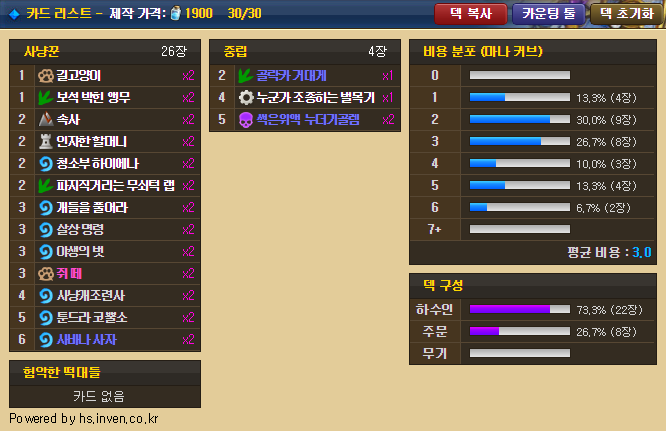 카드 리스트 - 제작 가격: 1900 30/30
덱 복사
카운팅 툴
덱 초기화
사냥꾼 26장
1 길고양이 x2
1 보석 박힌 앵무 x2
2 속사 x2
2 인자한 할머니 x2
2 청소부 하이에나 x2
2 파지직거리는 무쇠턱 랩 x2
3 개들을 풀어라 x2
3 살상 명령 x2
3 야생의 벗 x2
3 쥐 떼 x2
4 사냥개조련사 x2
5 툰드라 코뿔소 x2
6 사바나 사자 x2
험악한 떡대들
카드 없음
Powered by hs.inven.co.kr
중립 4장
2 골락카 거대게 x1
4 누군가 조종하는 벌목기 x1
5 썩은위액 누더기골렘 x2
비용 분포 (마나 커브)
0
1 13,3% (4장)
2 30,0% (9장)
3 26,7% (8장)
4 10,0% (3장)
5 13,3% (4장)
6 6,7% (2장)
7+
평균 비용 : 3.0
덱 구성
하수인 73,3% (22장)
주문 26,7% (8장)
무기